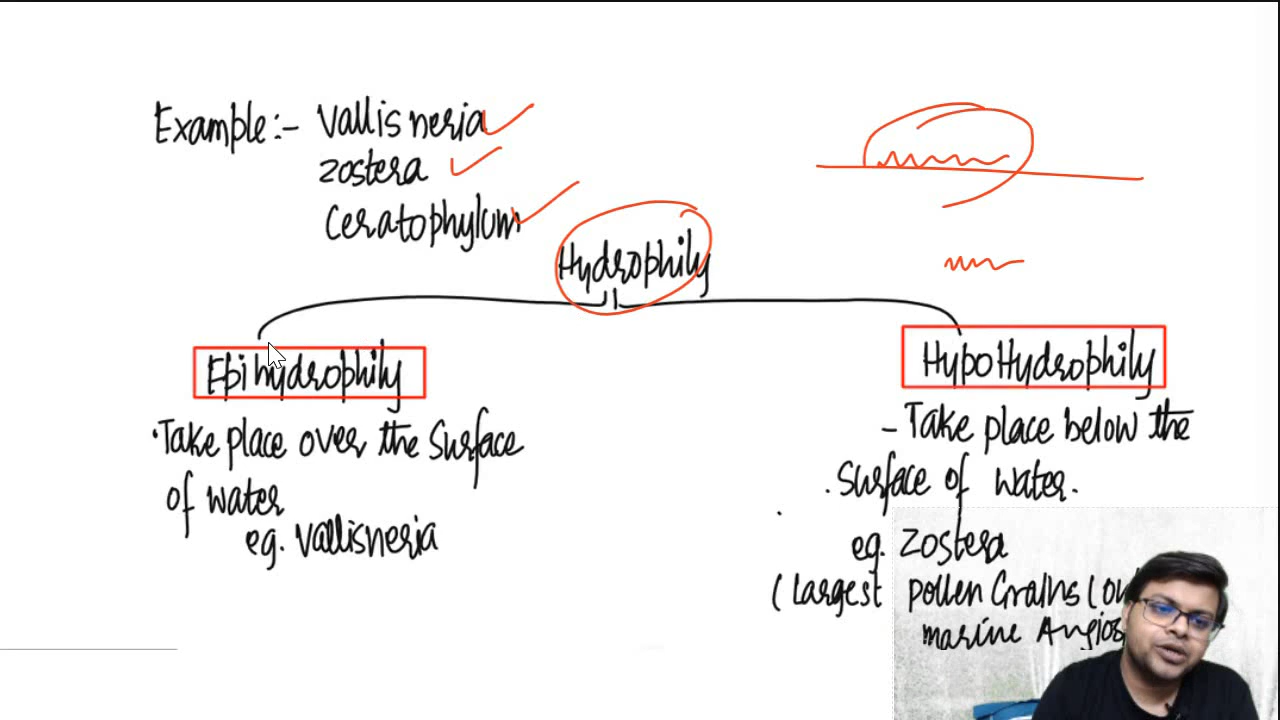 Example:- Vallisneria
Zostera
Ceratophylum
Hydrophily
Epihydrophily
Take place over the surface
of water
eg. Vallisneria
HypoHydrophily
- Take place below the
surface of water.
eg. Zostera
(Largest pollen Grains
marine